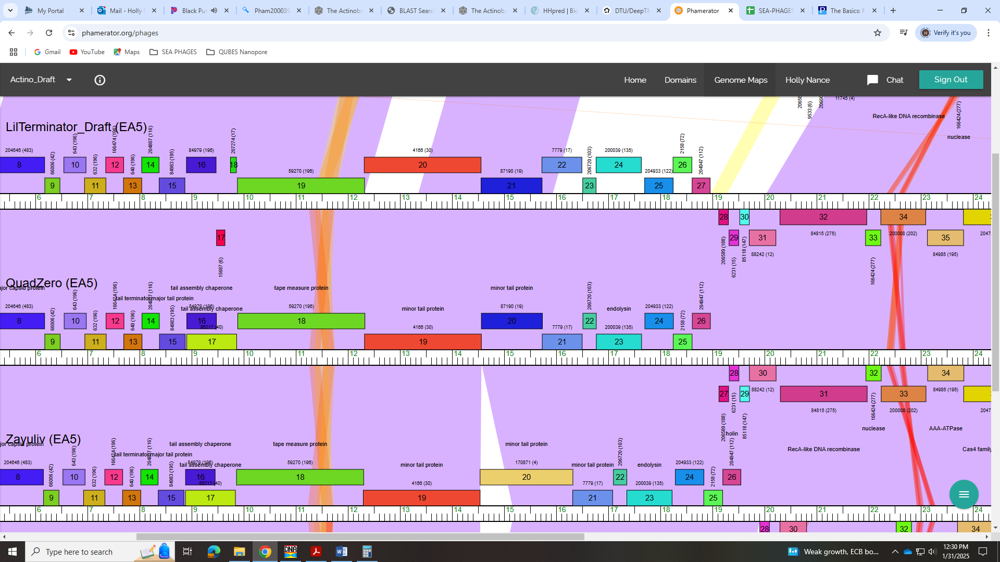 My Portal
Mail - Holly
Black Pu
Pham200039
The Actinoba
BLAST Searc
The Actinoba
HHpred | Bio
DTU/DeepTM
Phamerator
SEA-PHAGES
The Basics: F
phamerator.org/phages
Verify it's you
Gmail
YouTube
Maps
SEA PHAGES
QUBES Nanopore
Actino_Draft
Home
Domains
Genome Maps
Holly Nance
Chat
Sign Out
9533 (6)
11745 (4)
RecA-like DNA recombinase
166424 (277)
nuclease
LilTerminator_Draft (EA5)
204646 (483)
66006 (42)
643 (196)
632 (196)
166474 (196)
640 (196)
204807 (116)
84983 (195)
84979 (196)
207274 (17)
59270 (196)
4166 (30)
87190 (19)
7779 (17)
206720 (103)
200039 (135)
204933 (122)
2158 (72)
204947 (112)
8 10 12 14 16 18 20 22 24 26
9 11 13 15 19 21 23 25 27
6 7 8 9 10 11 12 13 14 15 16 17 18 19 20 21 22 23 24
28 30 32 34
17 29 31 33 35
15687 (6)
206589 (188)
6231 (15)
85118 (147)
88242 (12)
84815 (275)
166424 (277)
200008 (202)
84985 (195)
2047
QuadZero (EA5)
ajor capsid protein
tail assembly chaperone
tape measure protein
minor tail protein
tail terminator
major tail protein
tail assembly chaperone
minor tail protein
endolysin
204646 (483)
66006 (42)
643 (196)
632 (196)
166474 (196)
640 (196)
204807 (116)
84983 (195)
84979 (196)
86217 (40)
59270 (196)
4166 (30)
87190 (19)
7779 (17)
206720 (103)
200039 (135)
204933 (122)
2158 (72)
204947 (112)
8 10 12 14 16 18 20 22 24 26
9 11 13 15 17 19 21 23 25
6 7 8 9 10 11 12 13 14 15 16 17 18 19 20 21 22 23 24
28 30 32 34
27 29 31 33
206589 (188)
6231 (15)
85118 (147)
88242 (12)
84815 (275)
166424 (277)
200008 (202)
84985 (195)
2047
holin
nuclease
AAA-ATPase
RecA-like DNA recombinase
Cas4 family
Zayuliv (EA5)
jor capsid protein
tail assembly chaperone
tape measure protein
minor tail protein
tail terminator
major tail protein
tail assembly chaperone
minor tail protein
minor tail protein
endolysin
204646 (483)
66006 (42)
643 (196)
632 (196)
166474 (196)
640 (196)
204807 (116)
84983 (195)
84979 (196)
86217 (40)
59270 (196)
4166 (30)
170871 (4)
7779 (17)
206720 (103)
200039 (135)
204933 (122)
2158 (72)
204947 (112)
8 10 12 14 16 18 20 22 24 26
9 11 13 15 17 19 21 23 25
6 7 8 9 10 11 12 13 14 15 16 17 18 19 20 21 22 23 24
28 30 32 34
Type here to search
DNA
Weak growth, ECB bo...
12:30 PM
1/31/2025